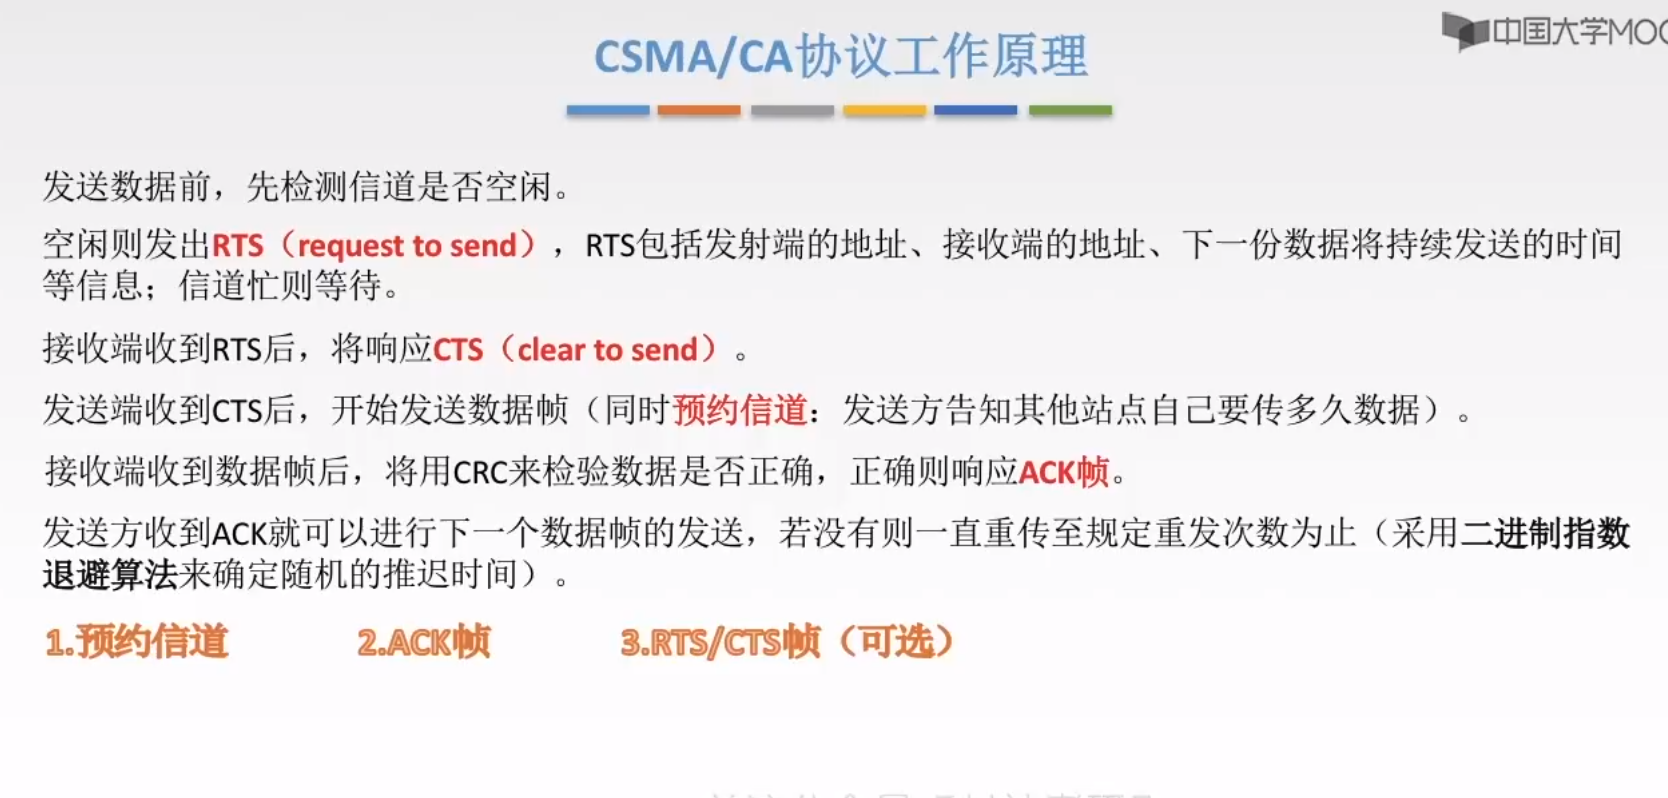 中国大学MOO
CSMA/CA协议工作原理
发送数据前，先检测信道是否空闲。
空闲则发出RTS（request to send），RTS包括发射端的地址、接收端的地址、下一份数据将持续发送的时间
等信息；信道忙则等待。
接收端收到RTS后，将响应CTS（clear to send）。
发送端收到CTS后，开始发送数据帧（同时预约信道：发送方告知其他站点自己要传多久数据）。
接收端收到数据帧后，将用CRC来检验数据是否正确，正确则响应ACK帧。
发送方收到ACK就可以进行下一个数据帧的发送，若没有则一直重传至规定重发次数为止（采用二进制指数
退避算法来确定随机的推迟时间）。
1.预约信道 2.ACK帧 3.RTS/CTS帧（可选）